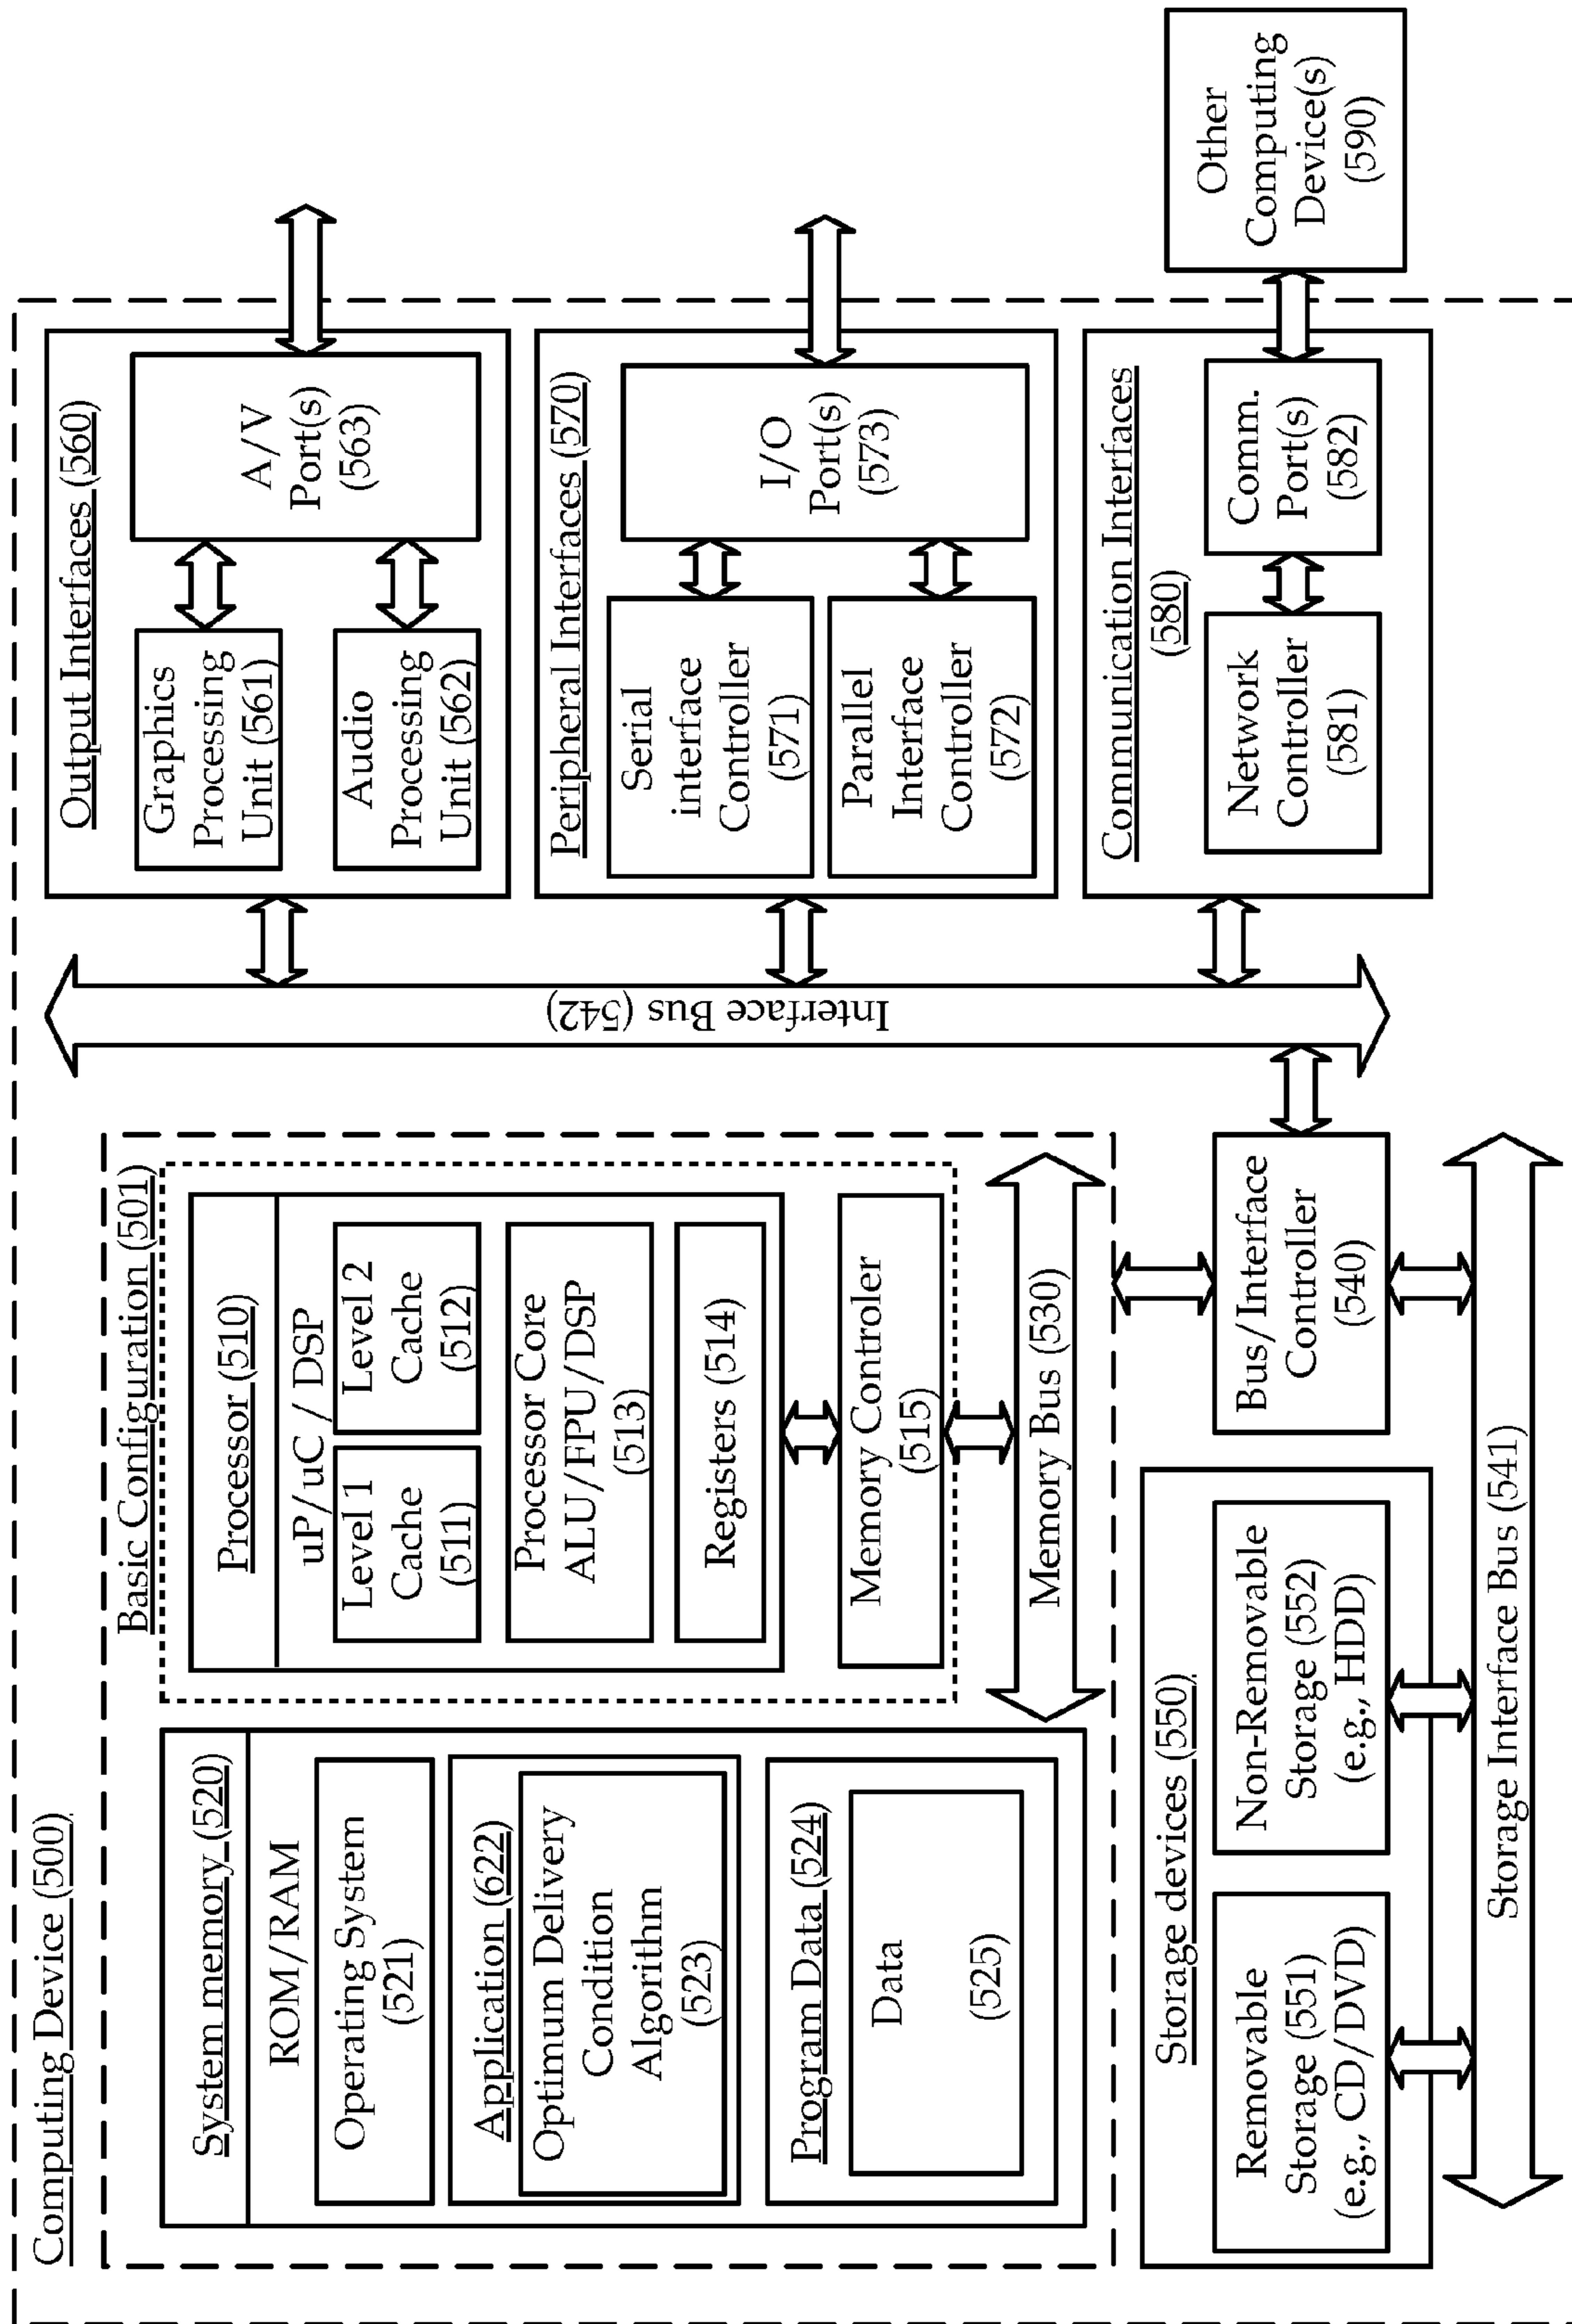 Computing Device (500)
Basic Configuration (501)
System memory (520)
ROM/RAM
Operating System
(521)
Application (622)
Optimum Delivery
Condition
Algorithm
(523)
Program Data (524)
Data
(525)
Processor (510)
uP/uC / DSP
Level 1
Cache
(511)
Level 2
Cache
(512)
Processor Core
ALU/FPU/DSP
(513)
Registers (514)
Memory Controler
(515)
Memory Bus (530)
Storage devices (550)
Removable
Storage (551)
(e.g., CD/DVD)
Non-Removable
Storage (552)
(e.g., HDD)
Bus/Interface
Controller
(540)
Storage Interface Bus (541)
Interface Bus (542)
Output Interfaces (560)
Graphics
Processing
Unit (561)
Audio
Processing
Unit (562)
A/V
Port(s)
(563)
Peripheral Interfaces (570)
Serial
interface
Controller
(571)
Parallel
Interface
Controller
(572)
I/O
Port(s)
(573)
Communication Interfaces
(580)
Network
Controller
(581)
Comm.
Port(s)
(582)
Other
Computing
Device(s)
(590)